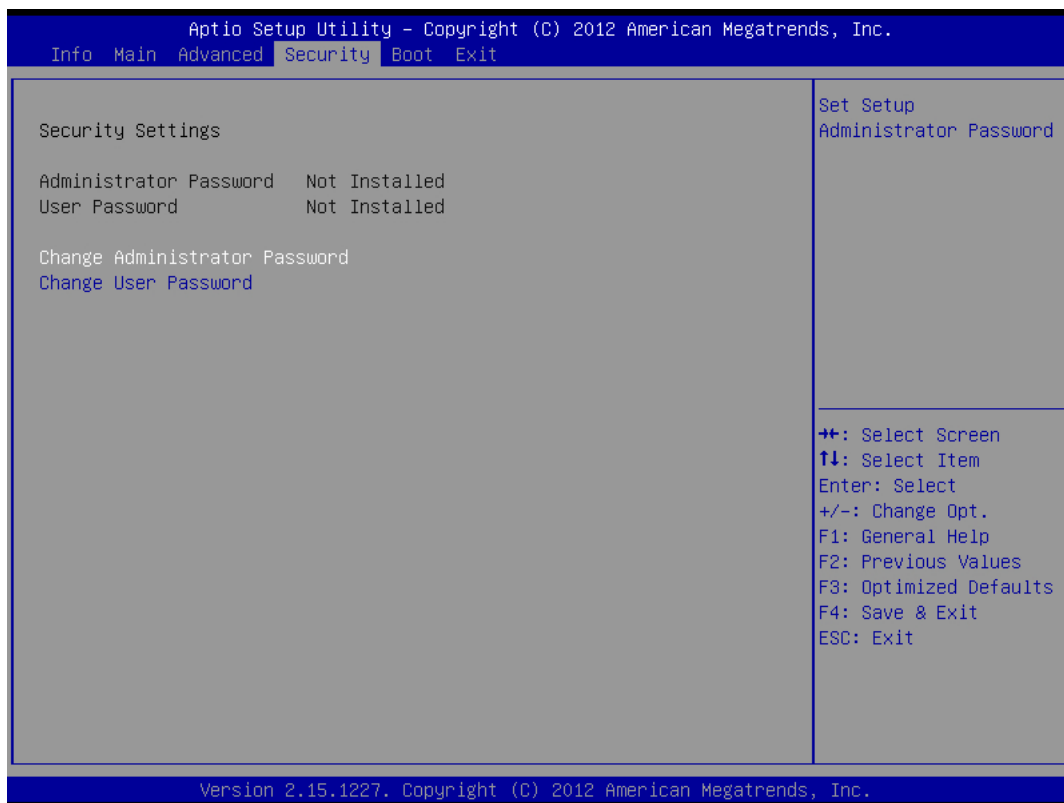 Aptio Setup Utility – Copyright (C) 2012 American Megatrends, Inc.
Info Main Advanced Security Boot Exit
Security Settings
Administrator Password Not Installed
User Password Not Installed
Change Administrator Password
Change User Password
Set Setup
Administrator Password
→←: Select Screen
↑↓: Select Item
Enter: Select
+/-: Change Opt.
F1: General Help
F2: Previous Values
F3: Optimized Defaults
F4: Save & Exit
ESC: Exit
Version 2.15.1227. Copyright (C) 2012 American Megatrends, Inc.